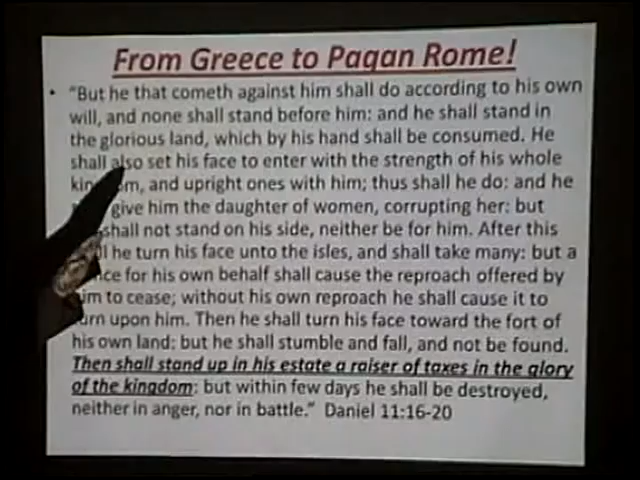 From Greece to Pagan Rome!
• "But he that cometh against him shall do according to his own
will, and none shall stand before him: and he shall stand in
the glorious land, which by his hand shall be consumed. He
shall also set his face to enter with the strength of his whole
and upright ones with him; thus shall he do: and he
give him the daughter of women, corrupting her: but
shall not stand on his side, neither be for him. After this
he turn his face unto the isles, and shall take many: but a
for his own behalf shall cause the reproach offered by
to cease; without his own reproach he shall cause it to
upon him. Then he shall turn his face toward the fort of
his own land: but he shall stumble and fall, and not be found.
Then shall stand up in his estate a raiser of taxes in the glory
of the kingdom: but within few days he shall be destroyed,
neither in anger, nor in battle." Daniel 11:16-20